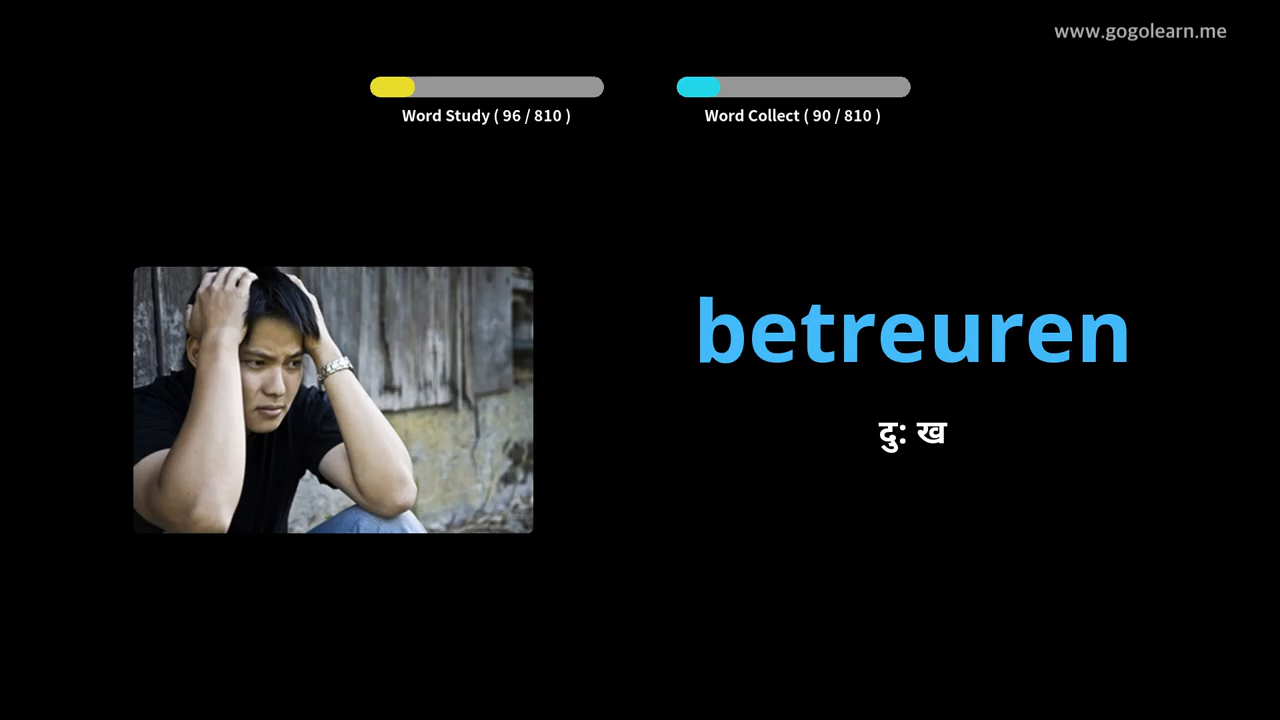 www.gogolearn.me
Word Study ( 96 / 810 )
Word Collect ( 90 / 810 )
betreuren
दु: ख